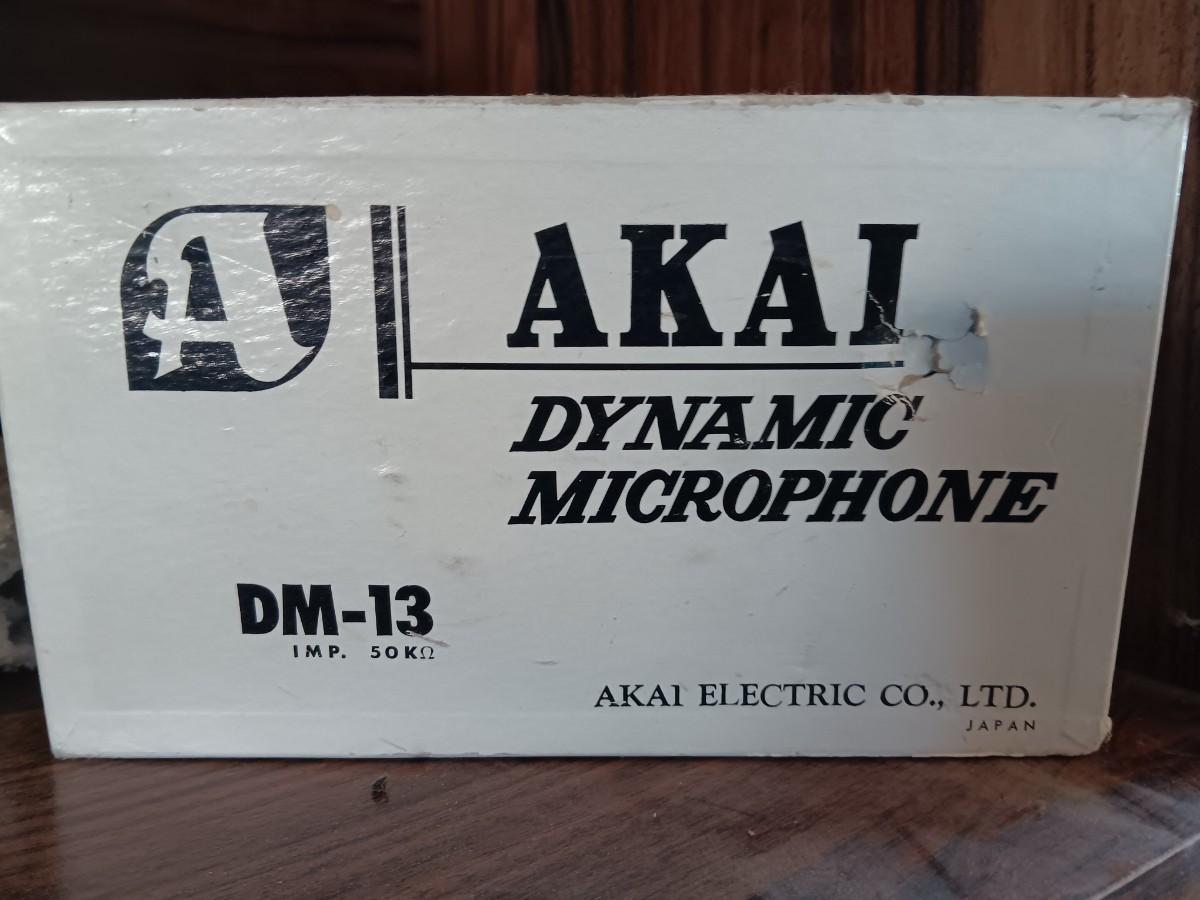 A
AKAI
DYNAMIC
MICROPHONE
DM-13
IMP. 50KΩ
AKAI ELECTRIC CO., LTD.
JAPAN